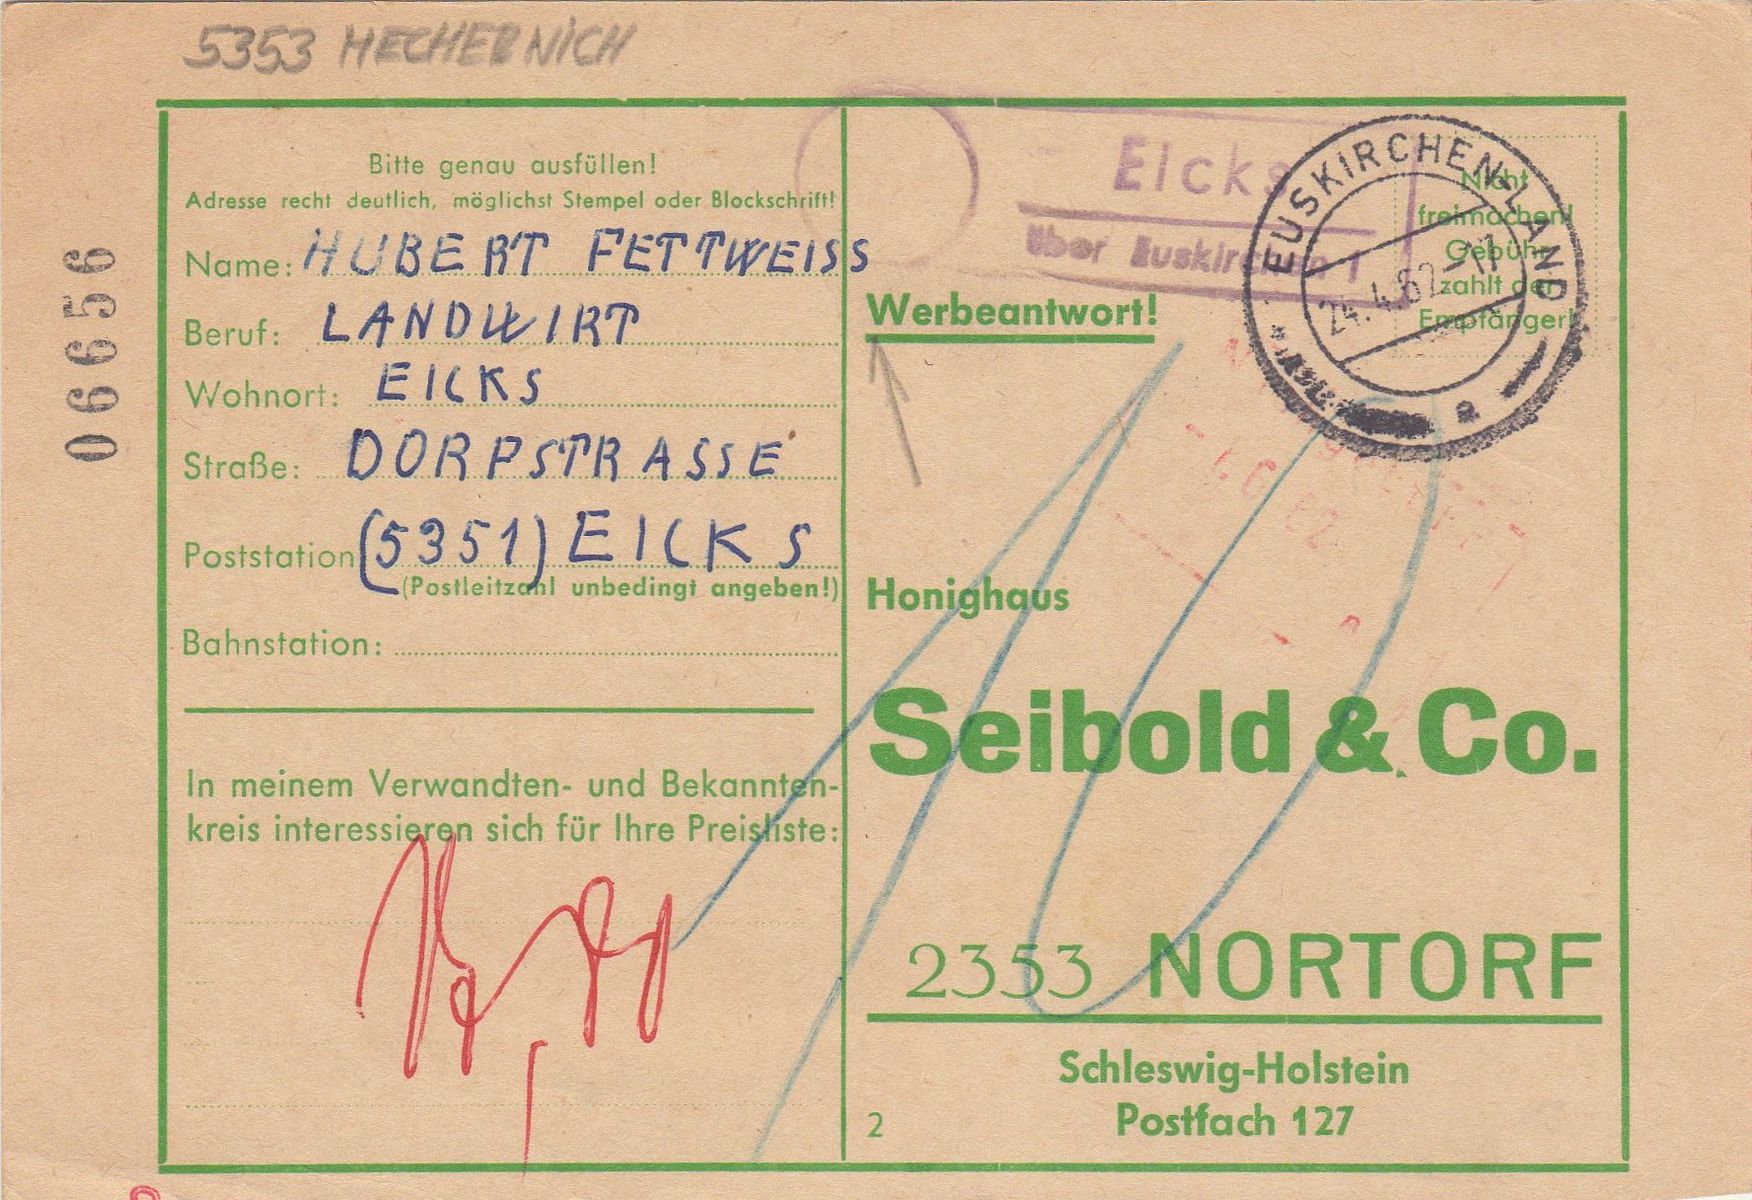 5353 MECHERNICH
06656
Bitte genau ausfüllen!
Adresse recht deutlich, möglichst Stempel oder Blockschrift!
Name: HUBERT FETTWEISS
Beruf: LANDWIRT
Wohnort: EICKS
Straße: DORPSTRASSE
Poststation (5351) EICKS
(Postleitzahl unbedingt angeben!)
Bahnstation:
In meinem Verwandten- und Bekannten-
kreis interessieren sich für Ihre Preisliste:
Eicks
über Euskirchen 1
EUSKIRCHEN-LAND
24.4.62-17
a
Nicht
freimachen!
Gebühr
zahlt der
Empfänger!
Werbeantwort!
Honighaus
Seibold & Co.
2353 NORTORF
Schleswig-Holstein
Postfach 127
2